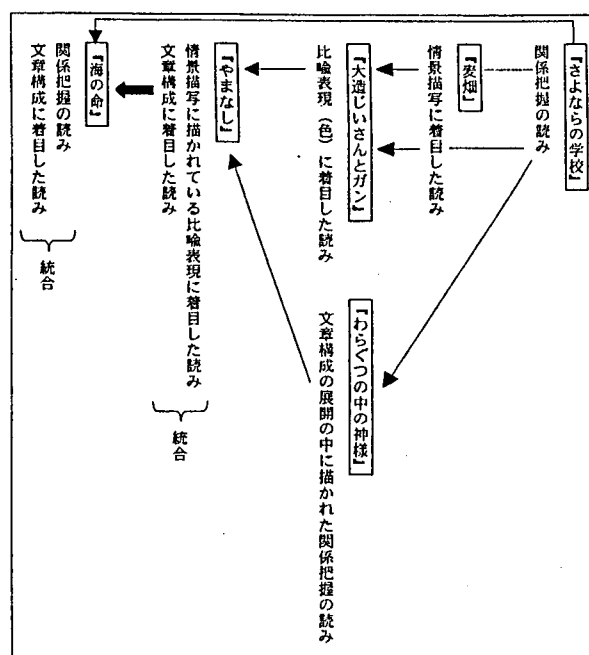 『さよならの学校』
関係把握の読み
『麦畑』
情景描写に着目した読み
『大造じいさんとガン』
比喩表現（色）に着目した読み
『わらぐつの中の神様』
文章構成の展開の中に描かれた関係把握の読み
『やまなし』
情景描写に描かれている比喩表現に着目した読み
文章構成に着目した読み
統合
『海の命』
関係把握の読み
文章構成に着目した読み
統合